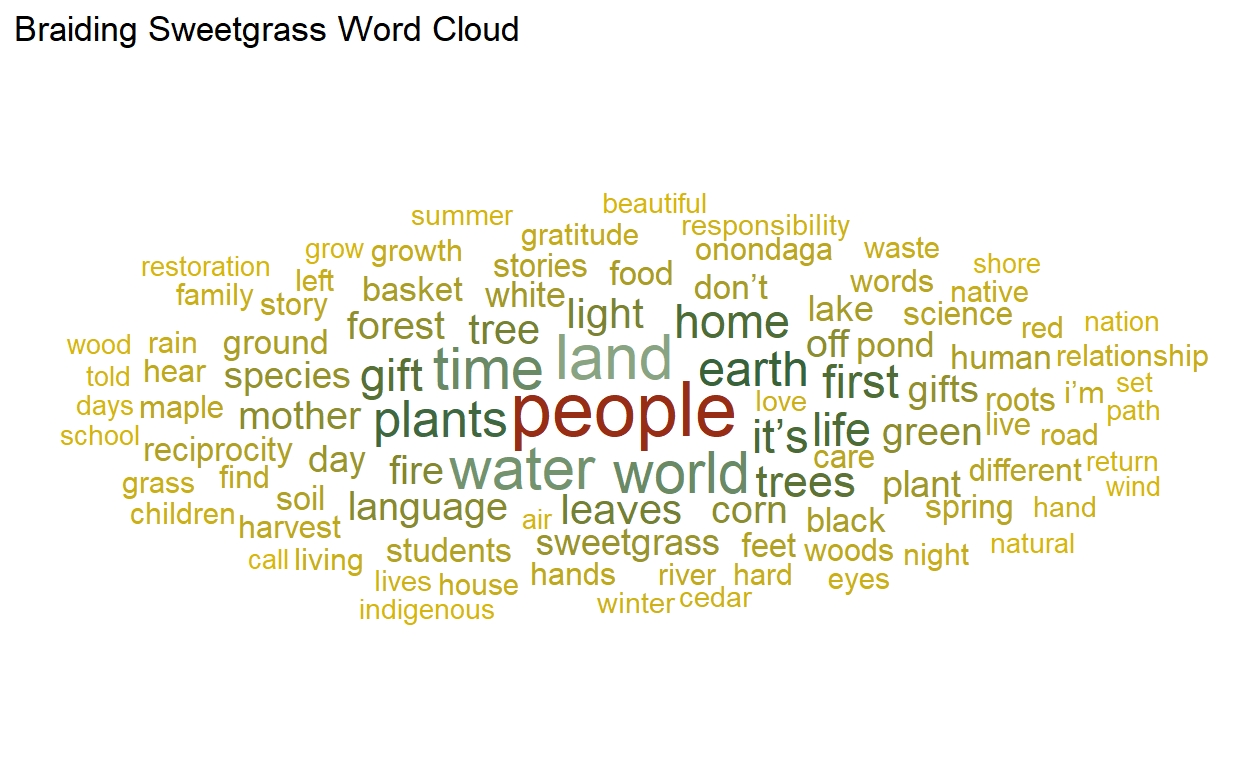 Braiding Sweetgrass Word Cloud
beautiful
summer responsibility
gratitude
grow growth onondaga waste
restoration stories food shore
left basket white don’t words native
family story light home lake science red nation
forest tree
wood rain ground time land earth off pond human relationship
told hear species gift first gifts roots i’m set
days maple mother plants people love path
school reciprocity day it’s life green live road
fire water world care different return
grass find trees plant wind
children soil language leaves corn black spring hand
harvest air
call living students sweetgrass feet woods night natural
lives house hands river hard eyes
indigenous winter cedar